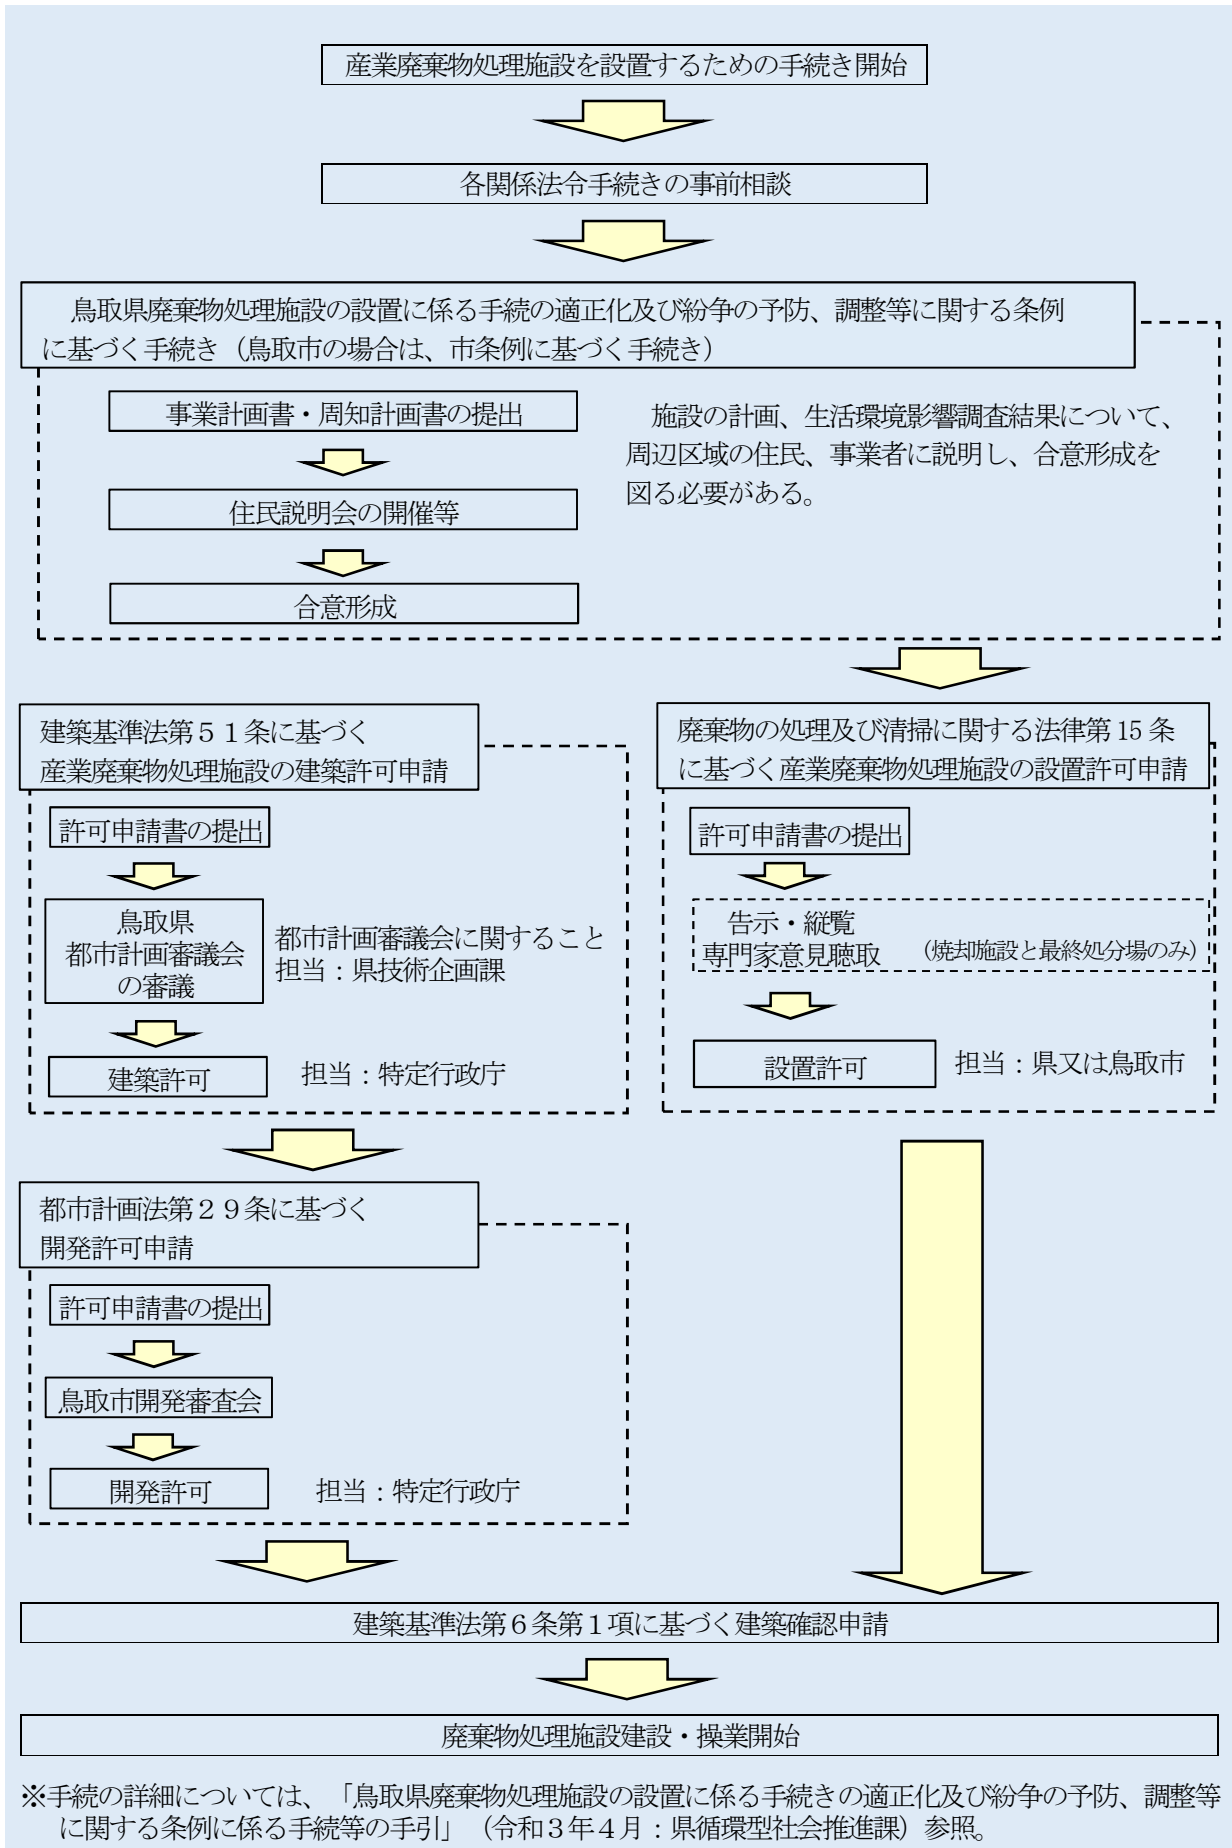 産業廃棄物処理施設を設置するための手続き開始
各関係法令手続きの事前相談
鳥取県廃棄物処理施設の設置に係る手続の適正化及び紛争の予防、調整等に関する条例
に基づく手続き（鳥取市の場合は、市条例に基づく手続き）
事業計画書・周知計画書の提出
住民説明会の開催等
合意形成
施設の計画、生活環境影響調査結果について、
周辺区域の住民、事業者に説明し、合意形成を
図る必要がある。
建築基準法第５１条に基づく
産業廃棄物処理施設の建築許可申請
許可申請書の提出
鳥取県
都市計画審議会
の審議
都市計画審議会に関すること
担当：県技術企画課
建築許可
担当：特定行政庁
廃棄物の処理及び清掃に関する法律第 15 条
に基づく産業廃棄物処理施設の設置許可申請
許可申請書の提出
告示・縦覧
専門家意見聴取 （焼却施設と最終処分場のみ）
設置許可
担当：県又は鳥取市
都市計画法第２９条に基づく
開発許可申請
許可申請書の提出
鳥取市開発審査会
開発許可
担当：特定行政庁
建築基準法第６条第１項に基づく建築確認申請
廃棄物処理施設建設・操業開始
※手続の詳細については、「鳥取県廃棄物処理施設の設置に係る手続きの適正化及び紛争の予防、調整等
に関する条例に係る手続等の手引」（令和３年４月：県循環型社会推進課）参照。